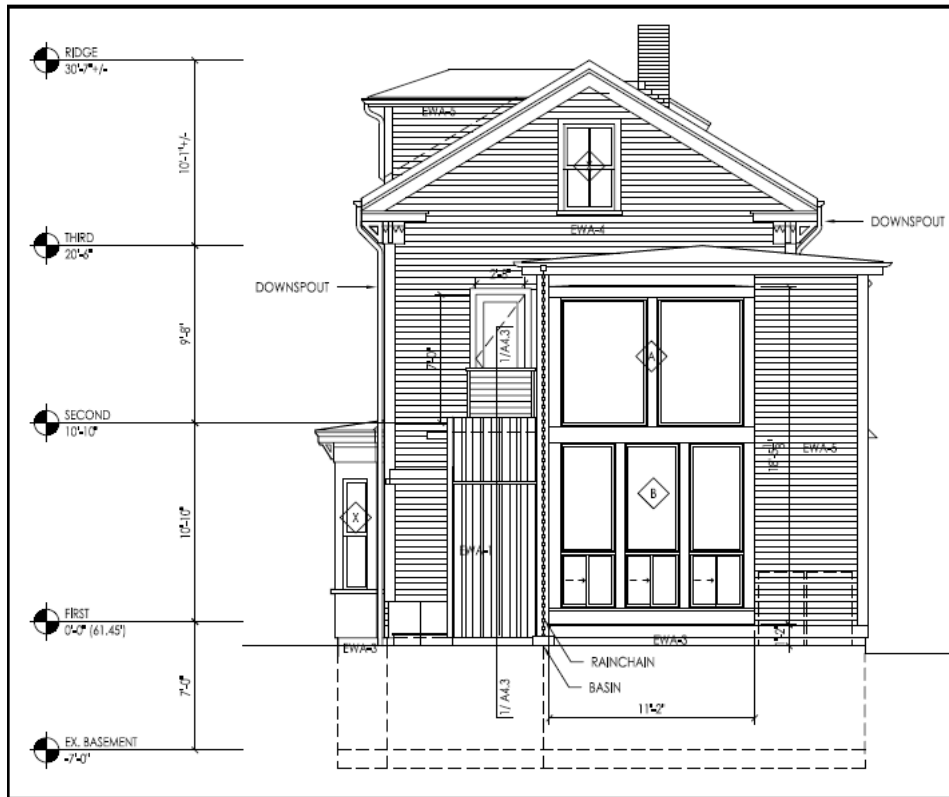 RIDGE
30'-7"+/-
10'-1"+/-
EWA-5
EWA-4
DOWNSPOUT
THIRD
20'-6"
DOWNSPOUT
2'-8"
9'-8"
7'-0"
1/A4.3
A
SECOND
10'-10"
EWA-5
B
X
10'-10"
EWA-1
FIRST
0'-0" (61.45')
EWA-3
EWA-3
1'-2"
RAINCHAIN
BASIN
7'-0"
1/ A4.3
11'-2"
EX. BASEMENT
-7'-0"